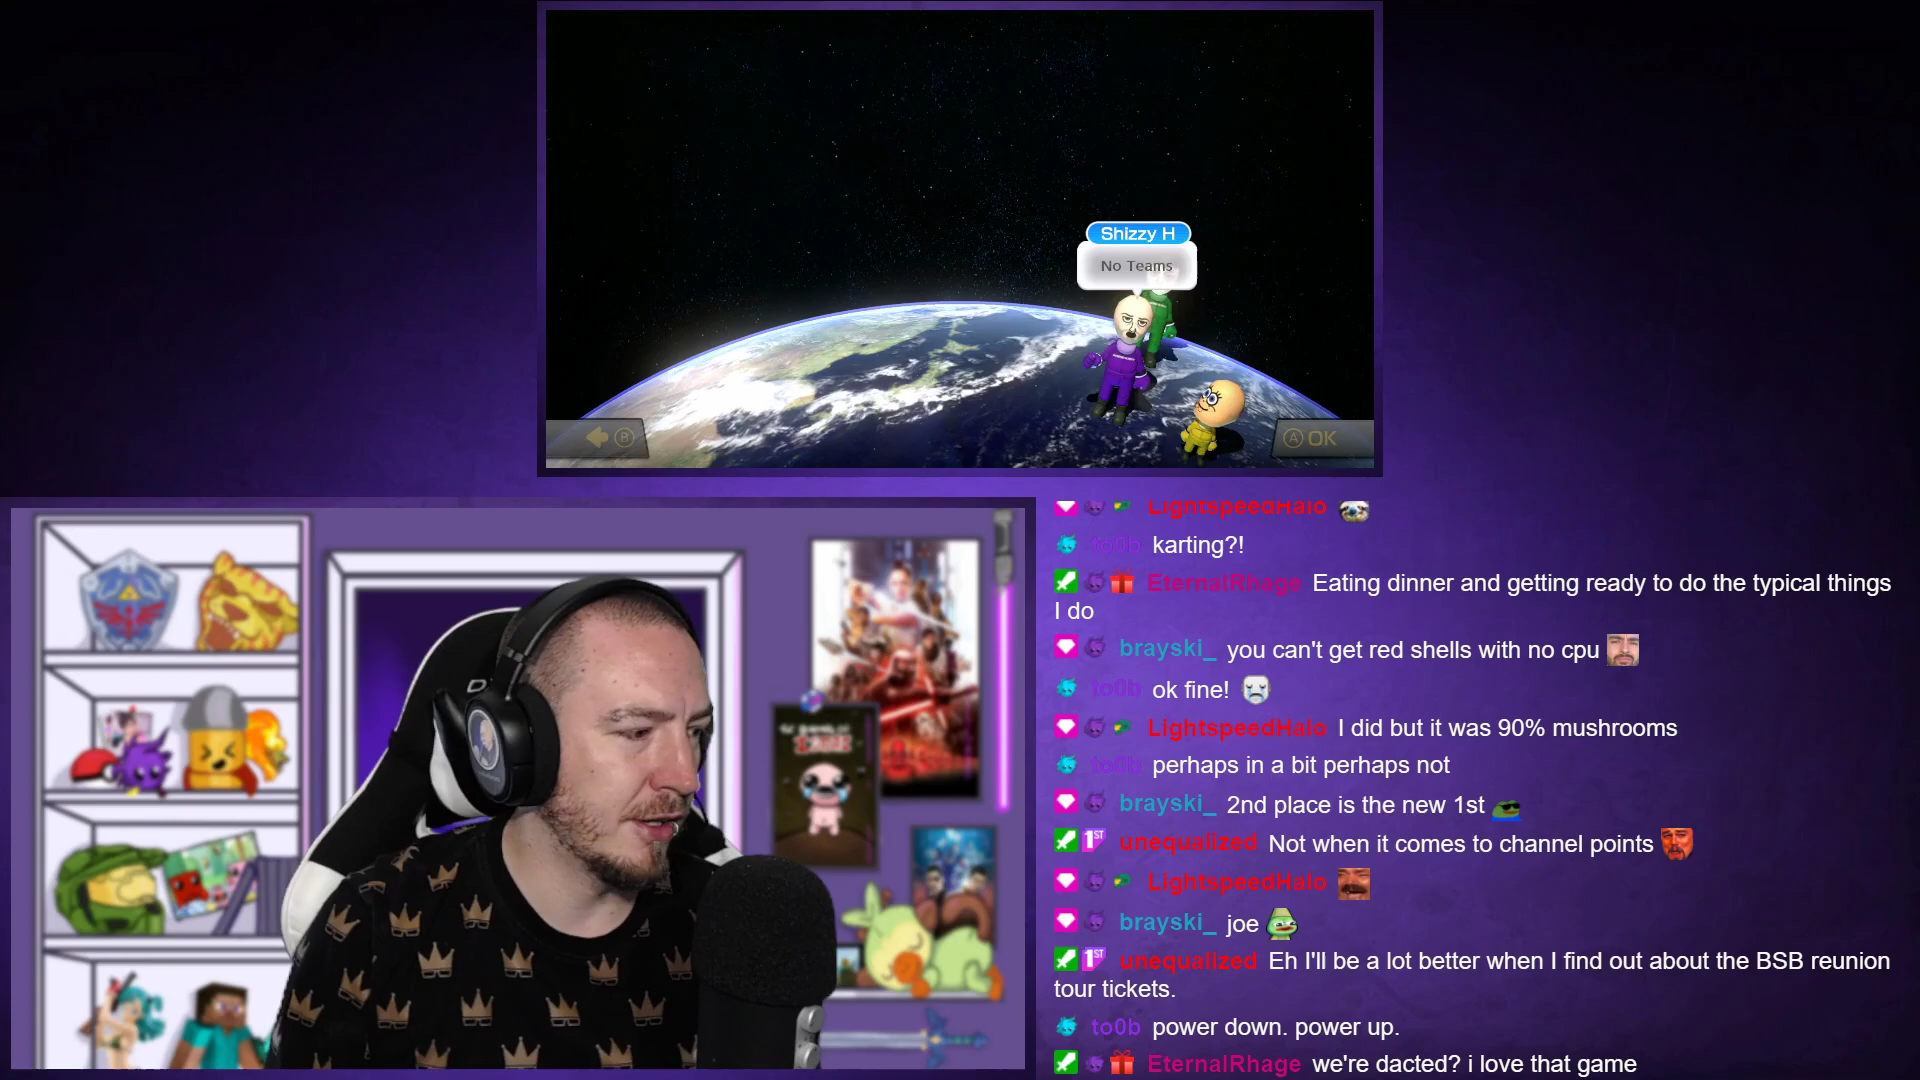 Shizzy H
No Teams
B
A OK
LightspeedHalo
to0b karting?!
EternalRhage Eating dinner and getting ready to do the typical things
I do
brayski_ you can't get red shells with no cpu
to0b ok fine!
LightspeedHalo I did but it was 90% mushrooms
to0b perhaps in a bit perhaps not
brayski_ 2nd place is the new 1st
1ST unequalized Not when it comes to channel points
LightspeedHalo
brayski_ joe
1ST unequalized Eh I'll be a lot better when I find out about the BSB reunion
tour tickets.
to0b power down. power up.
EternalRhage we're dacted? i love that game